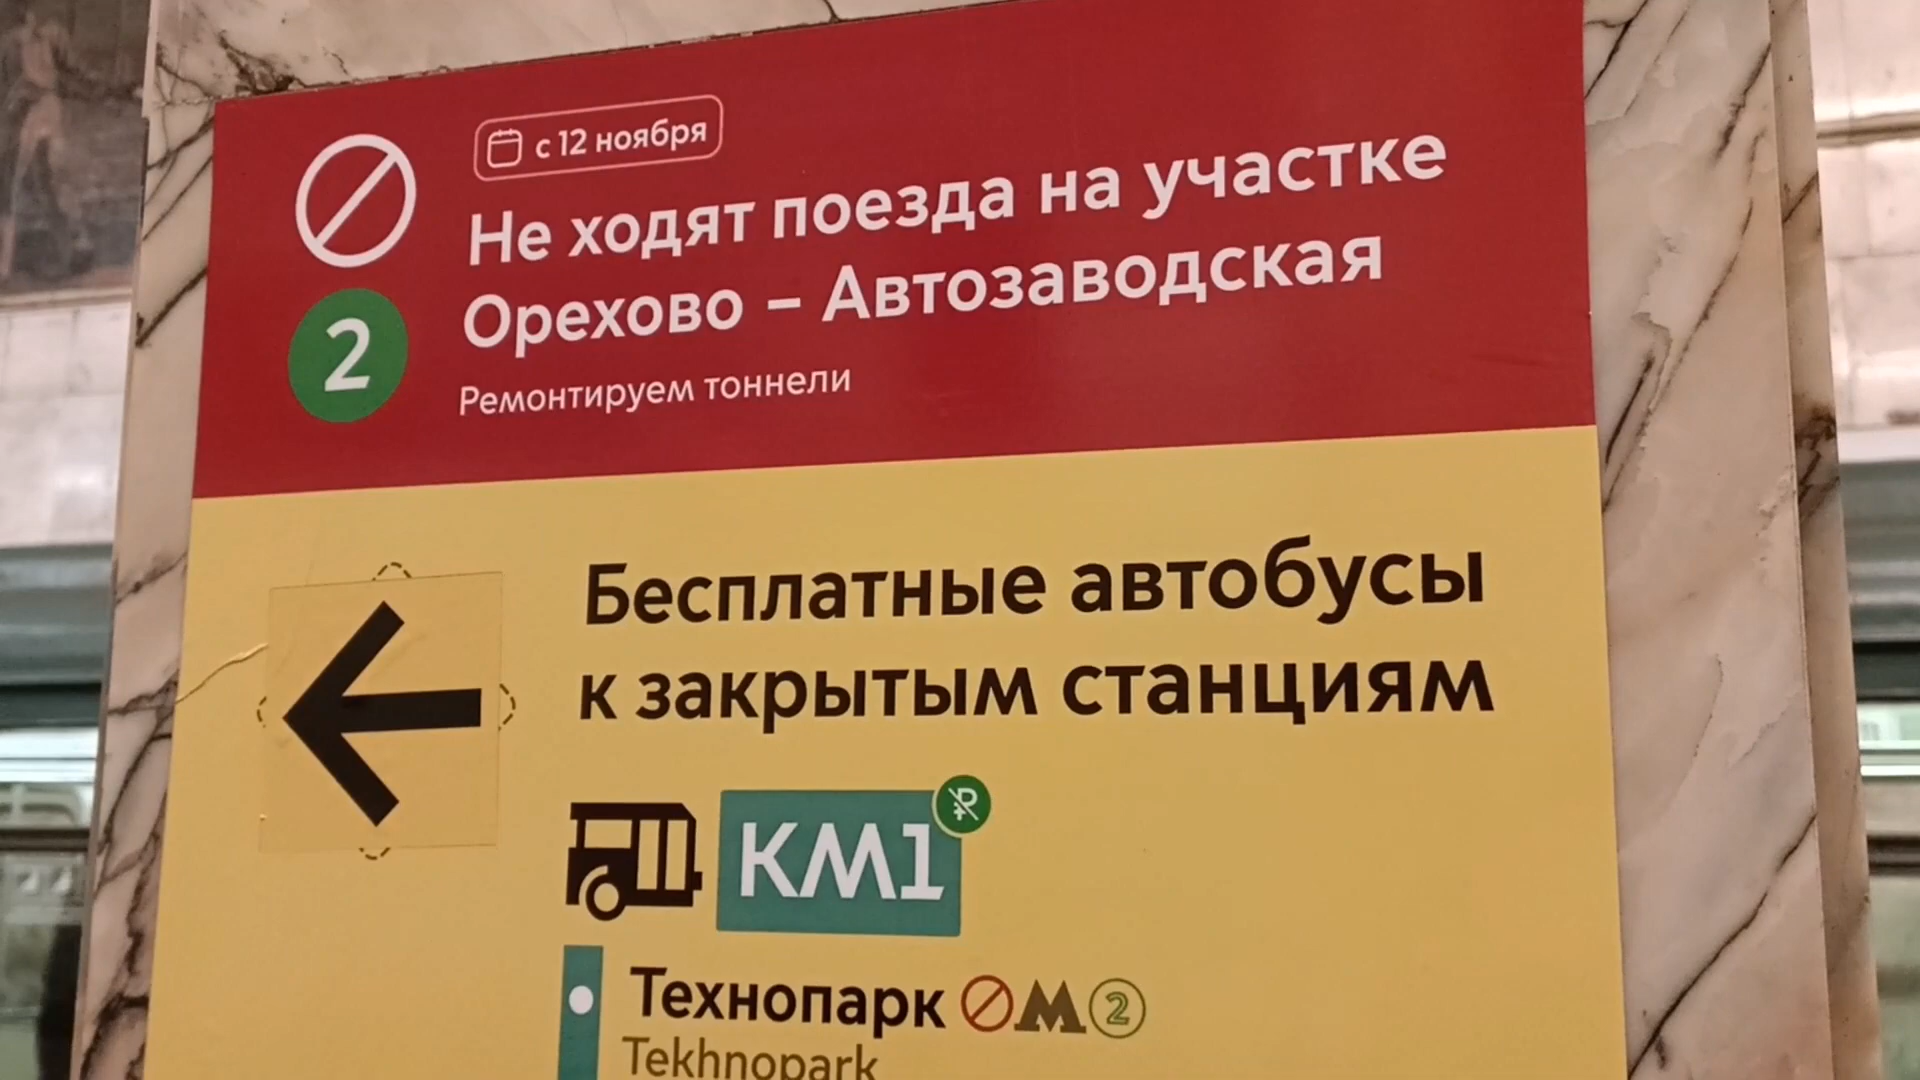 с 12 ноября
Не ходят поезда на участке
Орехово – Автозаводская
2
Ремонтируем тоннели
Бесплатные автобусы
к закрытым станциям
КМ1
Технопарк М 2
Tekhnopark